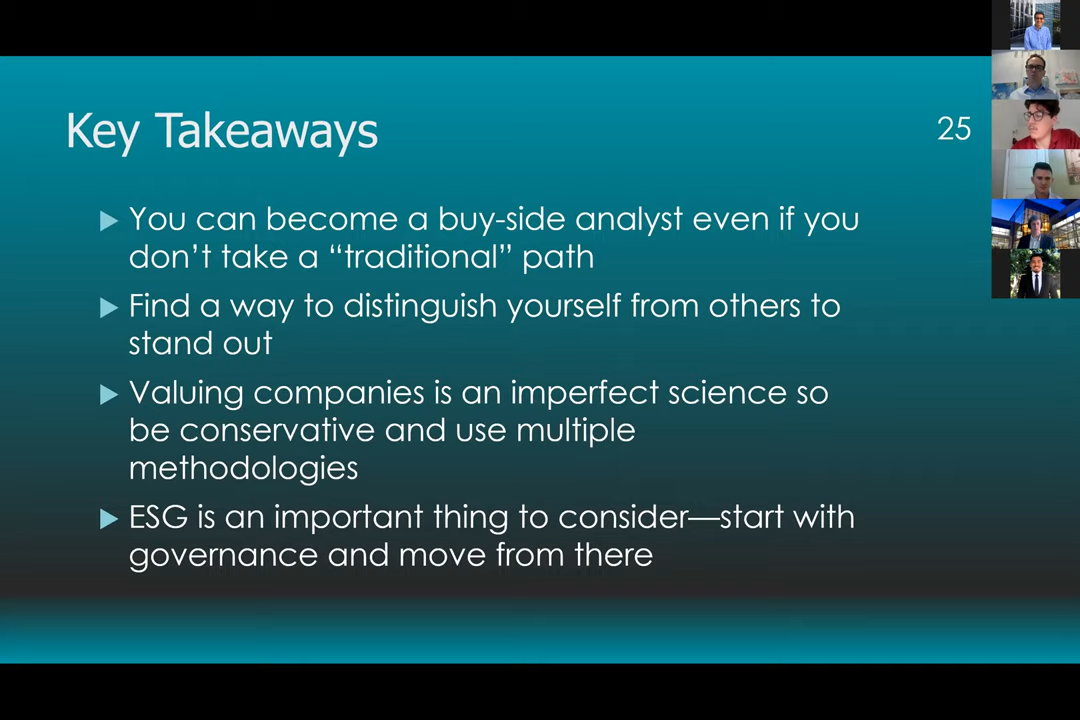 Key Takeaways
25
You can become a buy-side analyst even if you
don’t take a “traditional” path
Find a way to distinguish yourself from others to
stand out
Valuing companies is an imperfect science so
be conservative and use multiple
methodologies
ESG is an important thing to consider—start with
governance and move from there